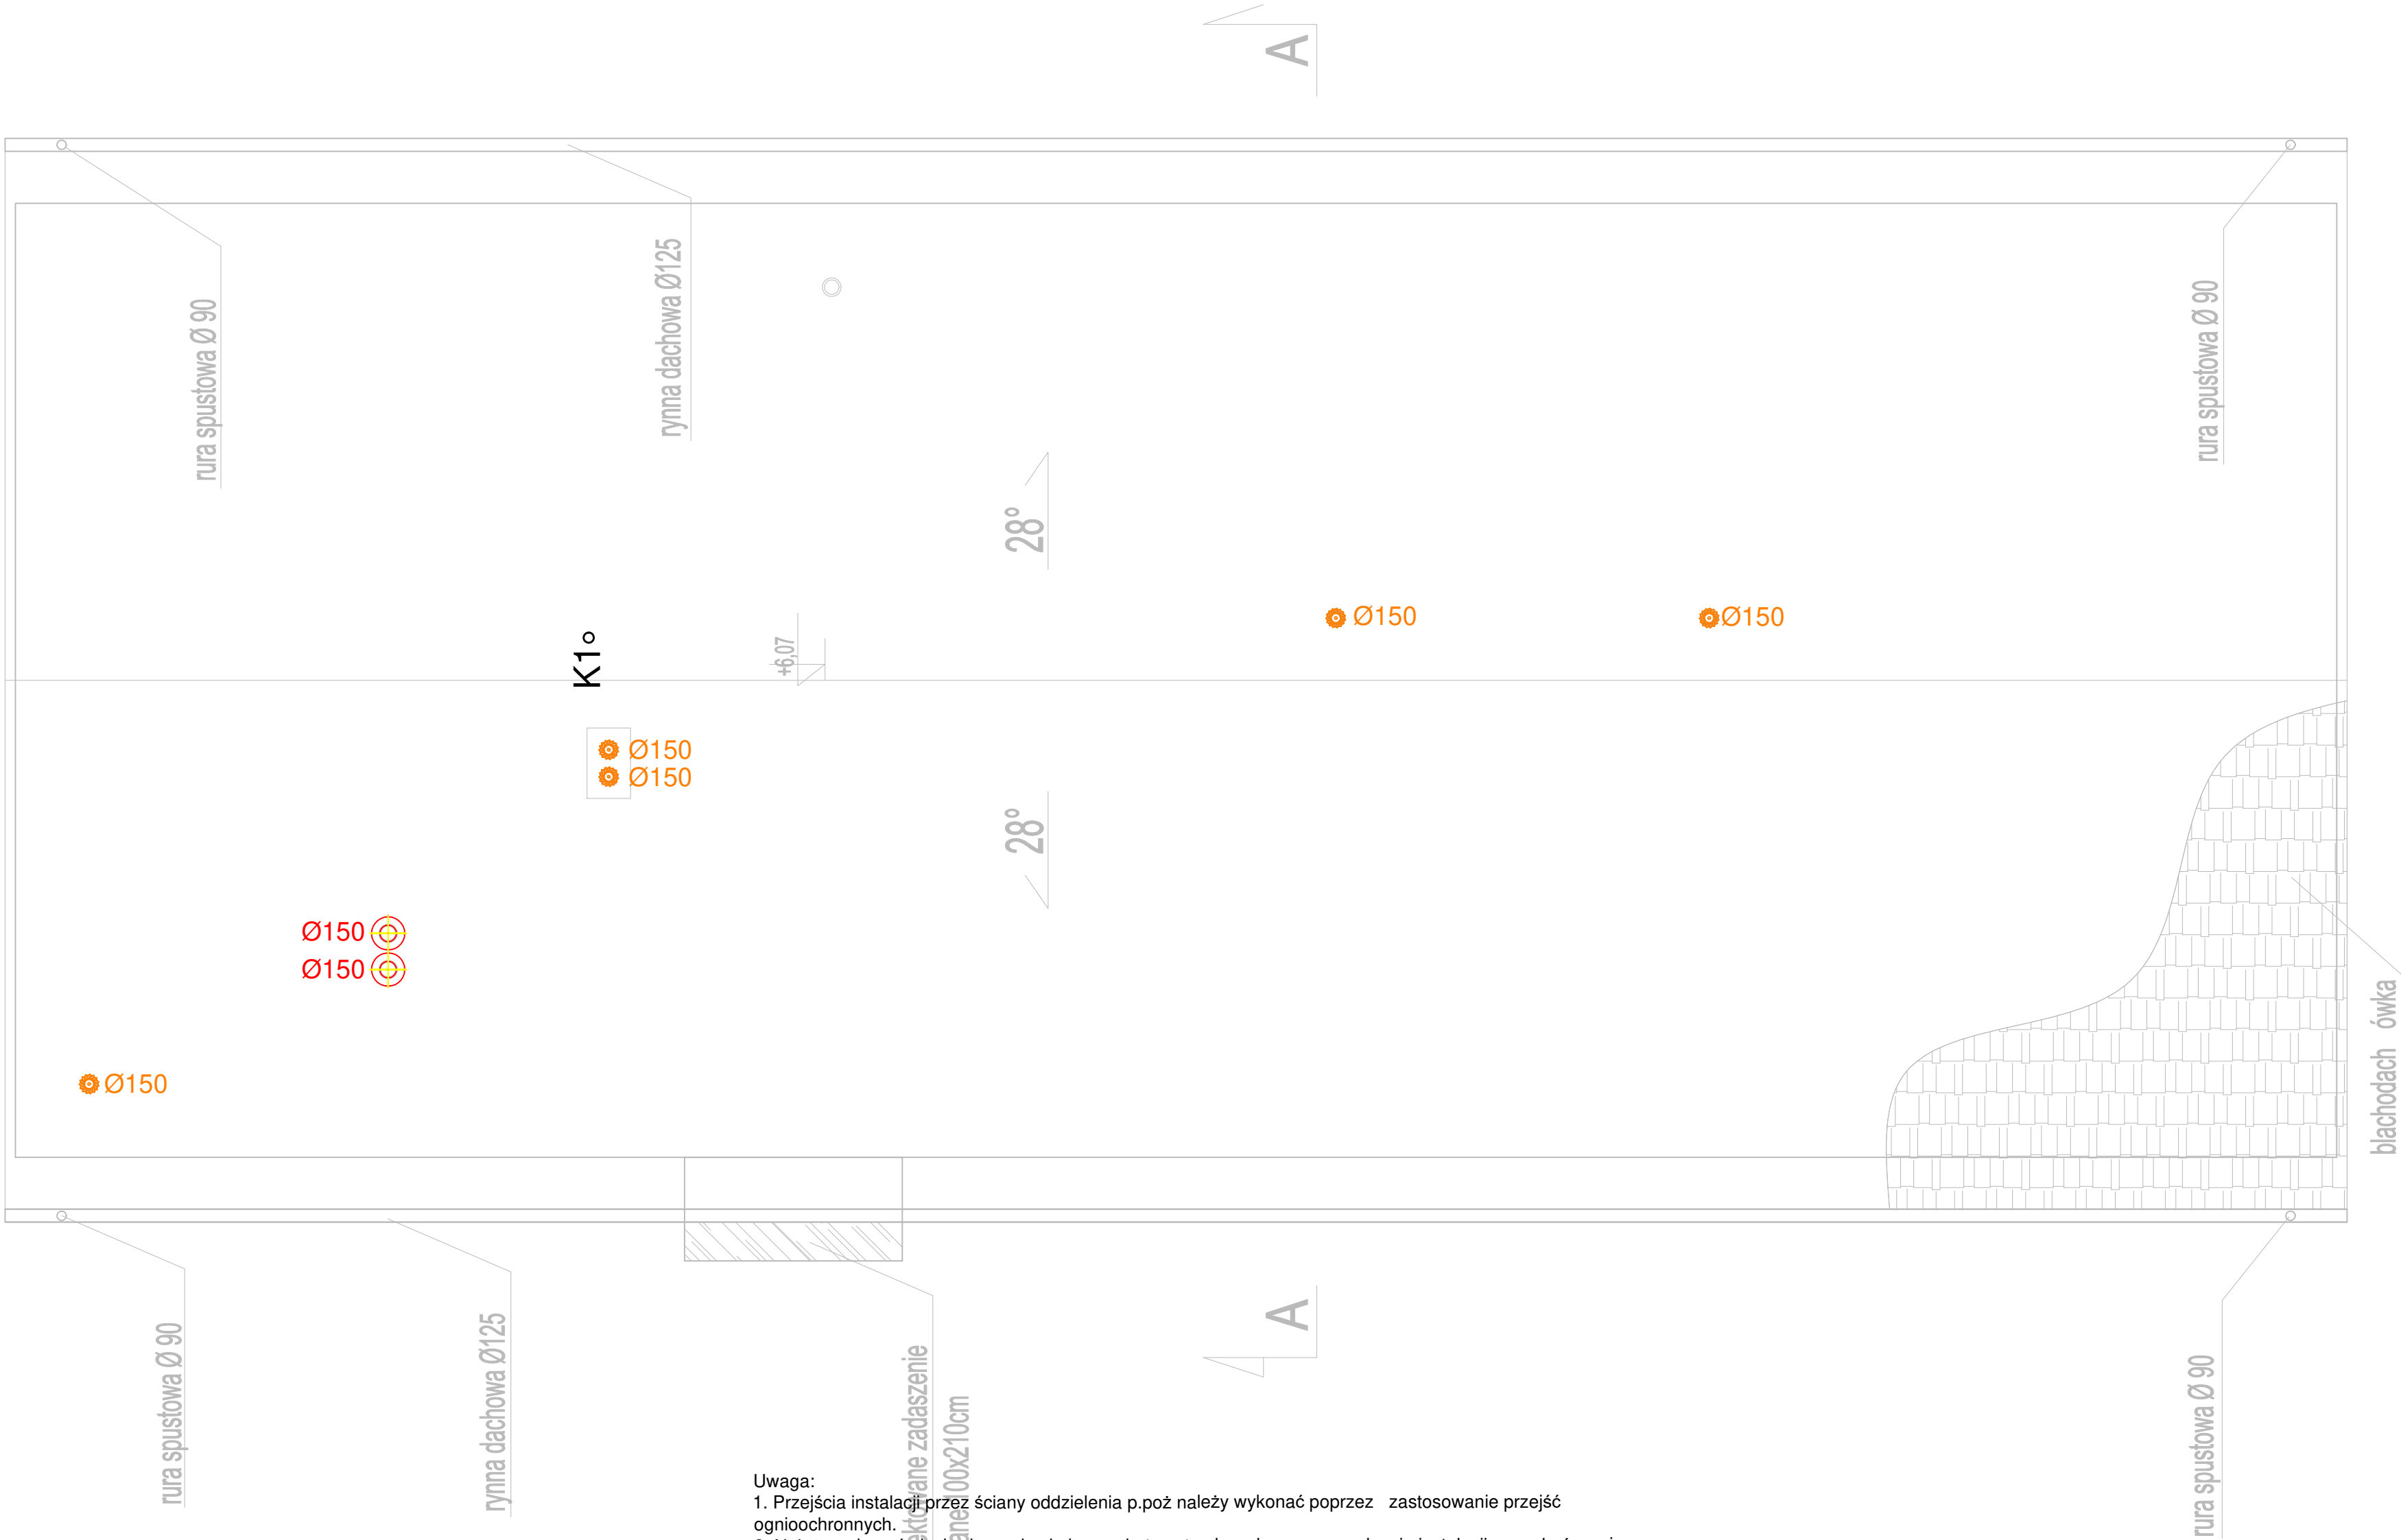 A
rura spustowa Ø 90
rynna dachowa Ø125
rura spustowa Ø 90
28°
Ø150
Ø150
K1
+6,07
Ø150
Ø150
28°
Ø150
Ø150
blachodach ówka
Ø150
A
rura spustowa Ø 90
rynna dachowa Ø125
zadaszenie
rura spustowa Ø 90
Uwaga:
1. Przejścia instalacji przez ściany oddzielenia p.poż należy wykonać poprzez zastosowanie przejść
ognioochronnych.